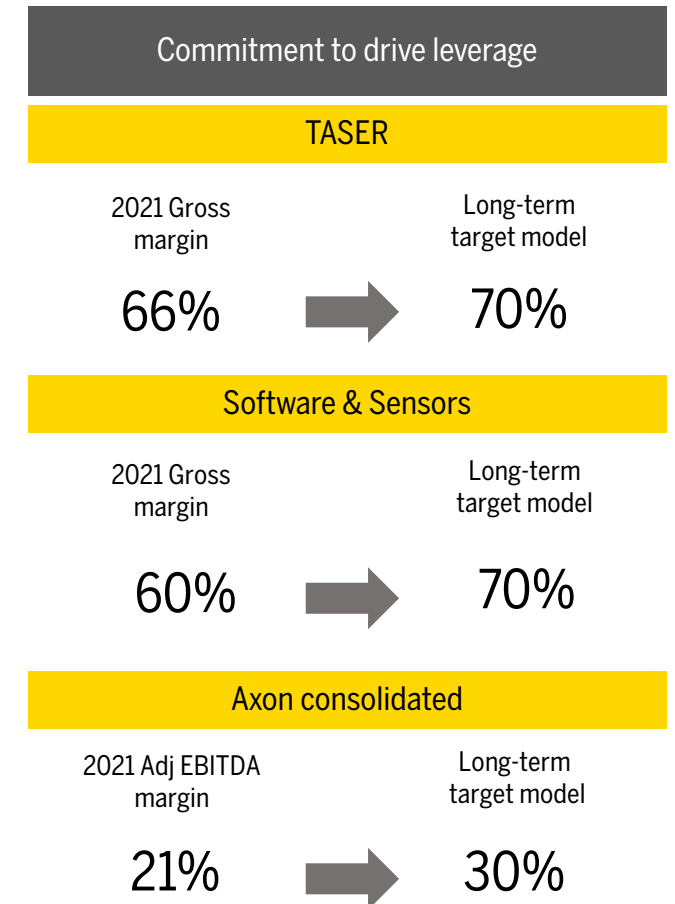 Commitment to drive leverage
TASER
2021 Gross
margin
Long-term
target model
66%
70%
Software & Sensors
2021 Gross
margin
Long-term
target model
60%
70%
Axon consolidated
2021 Adj EBITDA
margin
Long-term
target model
21%
30%